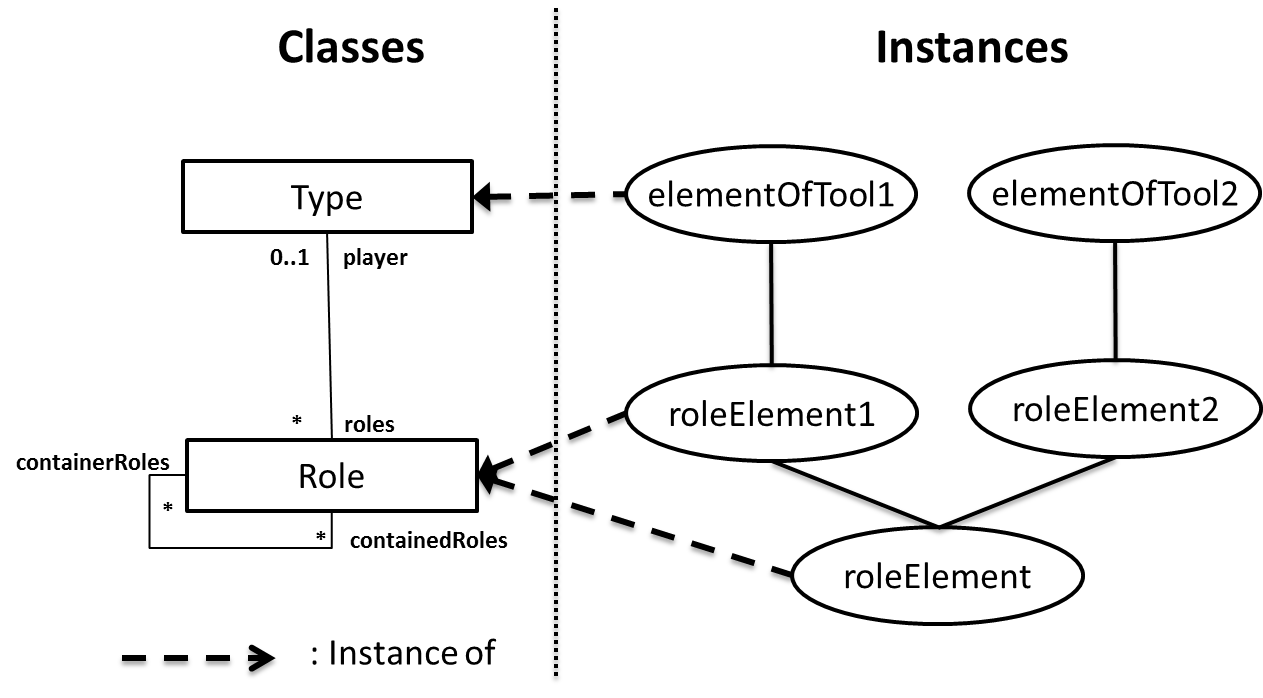 Classes
Instances
Type
elementOfTool1
elementOfTool2
0..1
player
*
roles
roleElement1
roleElement2
containerRoles
Role
*
*
containedRoles
roleElement
: Instance of